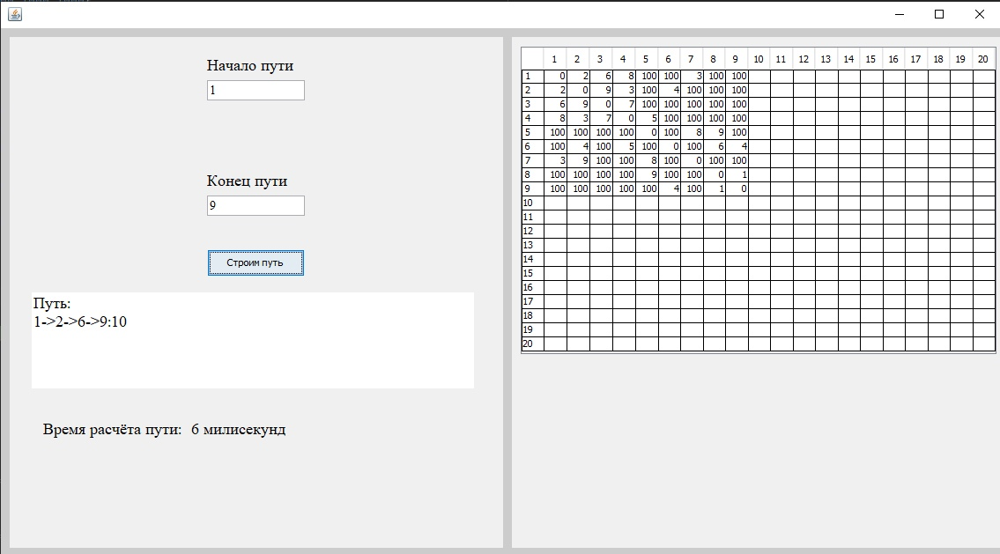 Начало пути
1
Конец пути
9
Строим путь
Путь:
1->2->6->9:10
Время расчёта пути: 6 милисекунд
1 2 3 4 5 6 7 8 9 10 11 12 13 14 15 16 17 18 19 20
1 0 2 6 8 100 100 3 100 100
2 2 0 9 3 100 4 100 100 100
3 6 9 0 7 100 100 100 100 100
4 8 3 7 0 5 100 100 100 100
5 100 100 100 100 0 100 8 9 100
6 100 4 100 5 100 0 100 6 4
7 3 9 100 100 8 100 0 100 100
8 100 100 100 100 9 100 100 0 1
9 100 100 100 100 100 4 100 1 0
10
11
12
13
14
15
16
17
18
19
20